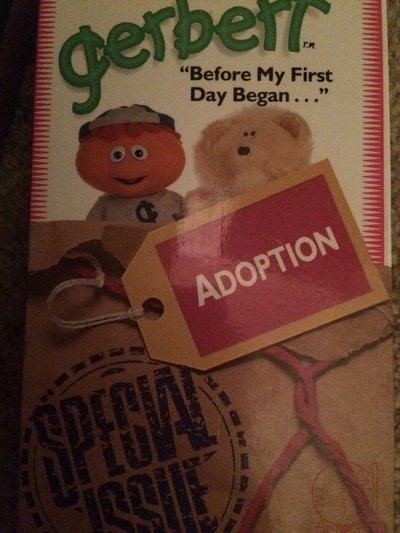 gerbert TM
“Before My First
Day Began . . .”
C
ADOPTION
SPECIAL
ISSUE